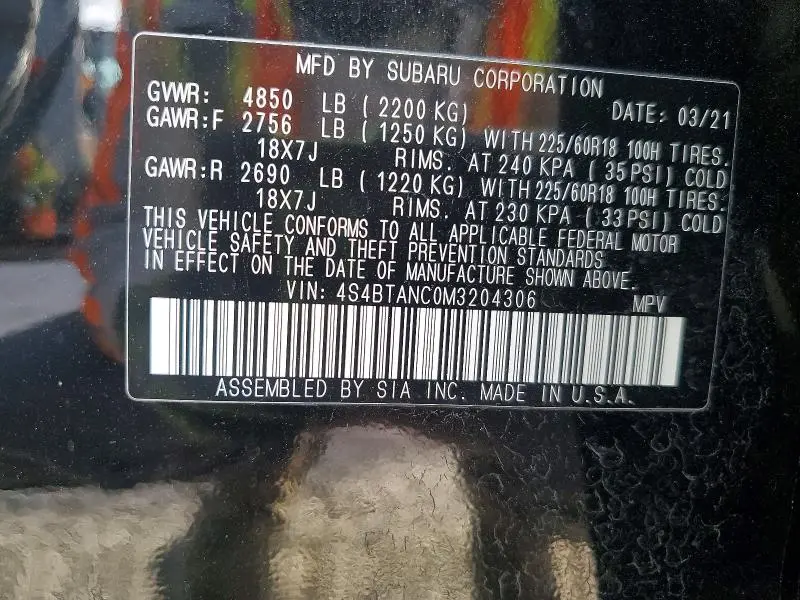 MFD BY SUBARU CORPORATION
GVWR: 4850 LB (2200 KG) DATE: 03/21
GAWR:F 2756 LB (1250 KG) WITH 225/60R18 100H TIRES.
18X7J RIMS. AT 240 KPA (35 PSI) COLD
GAWR:R 2690 LB (1220 KG) WITH 225/60R18 100H TIRES.
18X7J RIMS. AT 230 KPA (33 PSI) COLD
THIS VEHICLE CONFORMS TO ALL APPLICABLE FEDERAL MOTOR
VEHICLE SAFETY AND THEFT PREVENTION STANDARDS
IN EFFECT ON THE DATE OF MANUFACTURE SHOWN ABOVE.
VIN: 4S4BTANC0M3204306 MPV
ASSEMBLED BY SIA INC. MADE IN U.S.A.